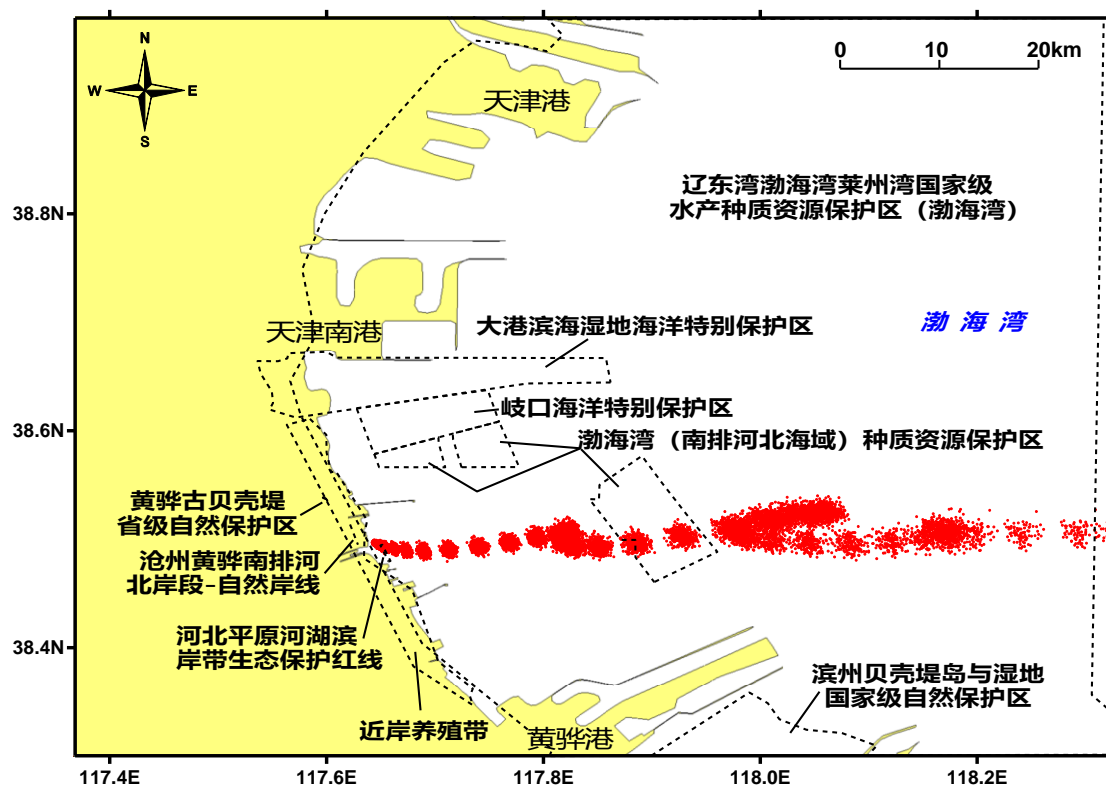 N
W
E
S
0
10
20km
天津港
辽东湾渤海湾莱州湾国家级
水产种质资源保护区（渤海湾）
38.8N
渤 海 湾
天津南港
大港滨海湿地海洋特别保护区
岐口海洋特别保护区
38.6N
渤海湾（南排河北海域）种质资源保护区
黄骅古贝壳堤
省级自然保护区
沧州黄骅南排河
北岸段-自然岸线
河北平原河湖滨
岸带生态保护红线
38.4N
滨州贝壳堤岛与湿地
国家级自然保护区
近岸养殖带
黄骅港
117.4E
117.6E
117.8E
118.0E
118.2E